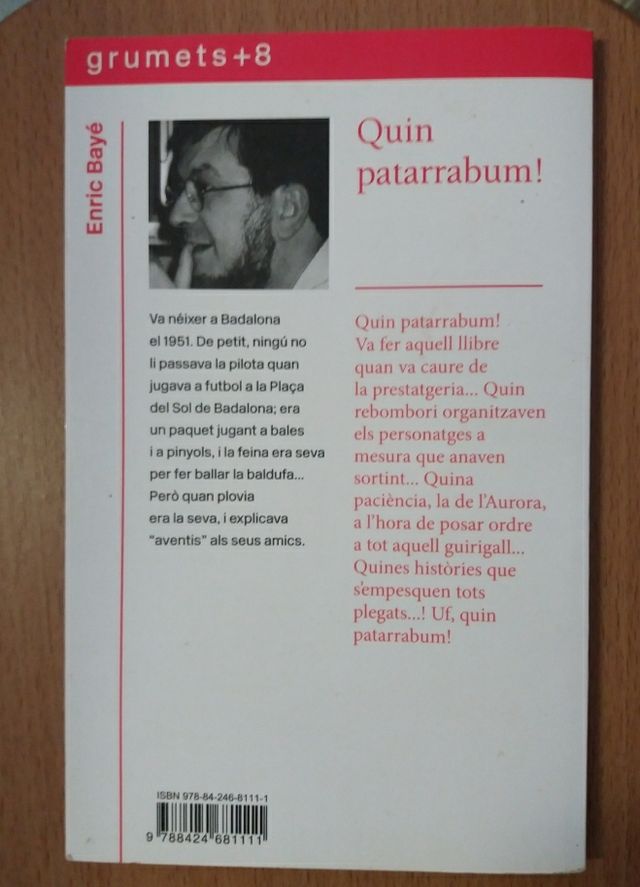 grumets+8
Enric Bayé
Va néixer a Badalona
el 1951. De petit, ningú no
li passava la pilota quan
jugava a futbol a la Plaça
del Sol de Badalona; era
un paquet jugant a bales
i a pinyols, i la feina era seva
per fer ballar la baldufa...
Però quan plovia
era la seva, i explicava
"aventis" als seus amics.
Quin
patarrabum!
Quin patarrabum!
Va fer aquell llibre
quan va caure de
la prestatgeria... Quin
rebombori organitzaven
els personatges a
mesura que anaven
sortint... Quina
paciència, la de l'Aurora,
a l'hora de posar ordre
a tot aquell guirigall...
Quines històries que
s'empesquen tots
plegats...! Uf, quin
patarrabum!
ISBN 978-84-246-8111-1
9 788424 681111